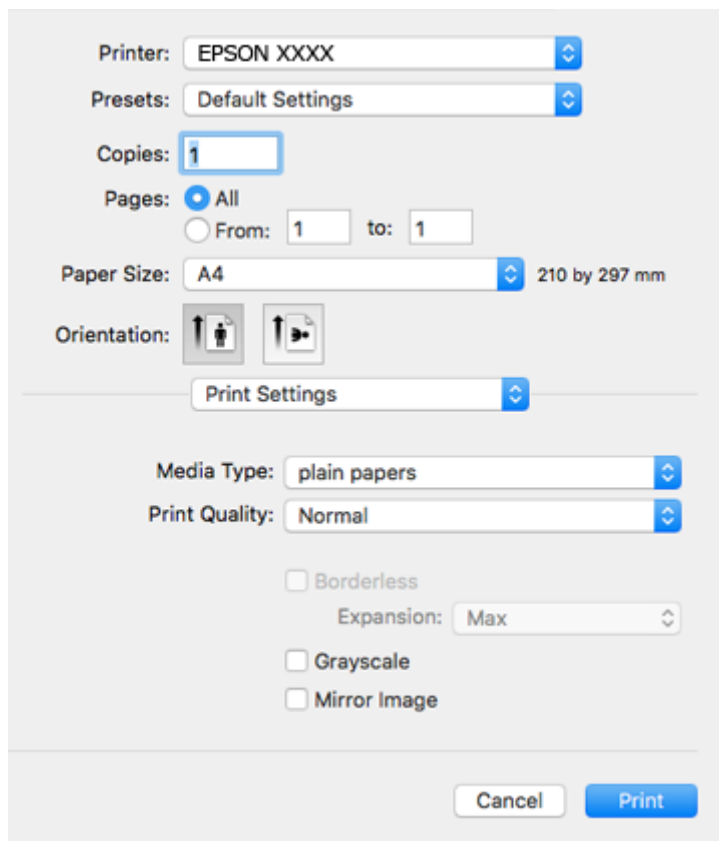 Printer: EPSON XXXX
Presets: Default Settings
Copies: 1
Pages: All
From: 1 to: 1
Paper Size: A4 210 by 297 mm
Orientation:
Print Settings
Media Type: plain papers
Print Quality: Normal
Borderless
Expansion: Max
Grayscale
Mirror Image
Cancel Print